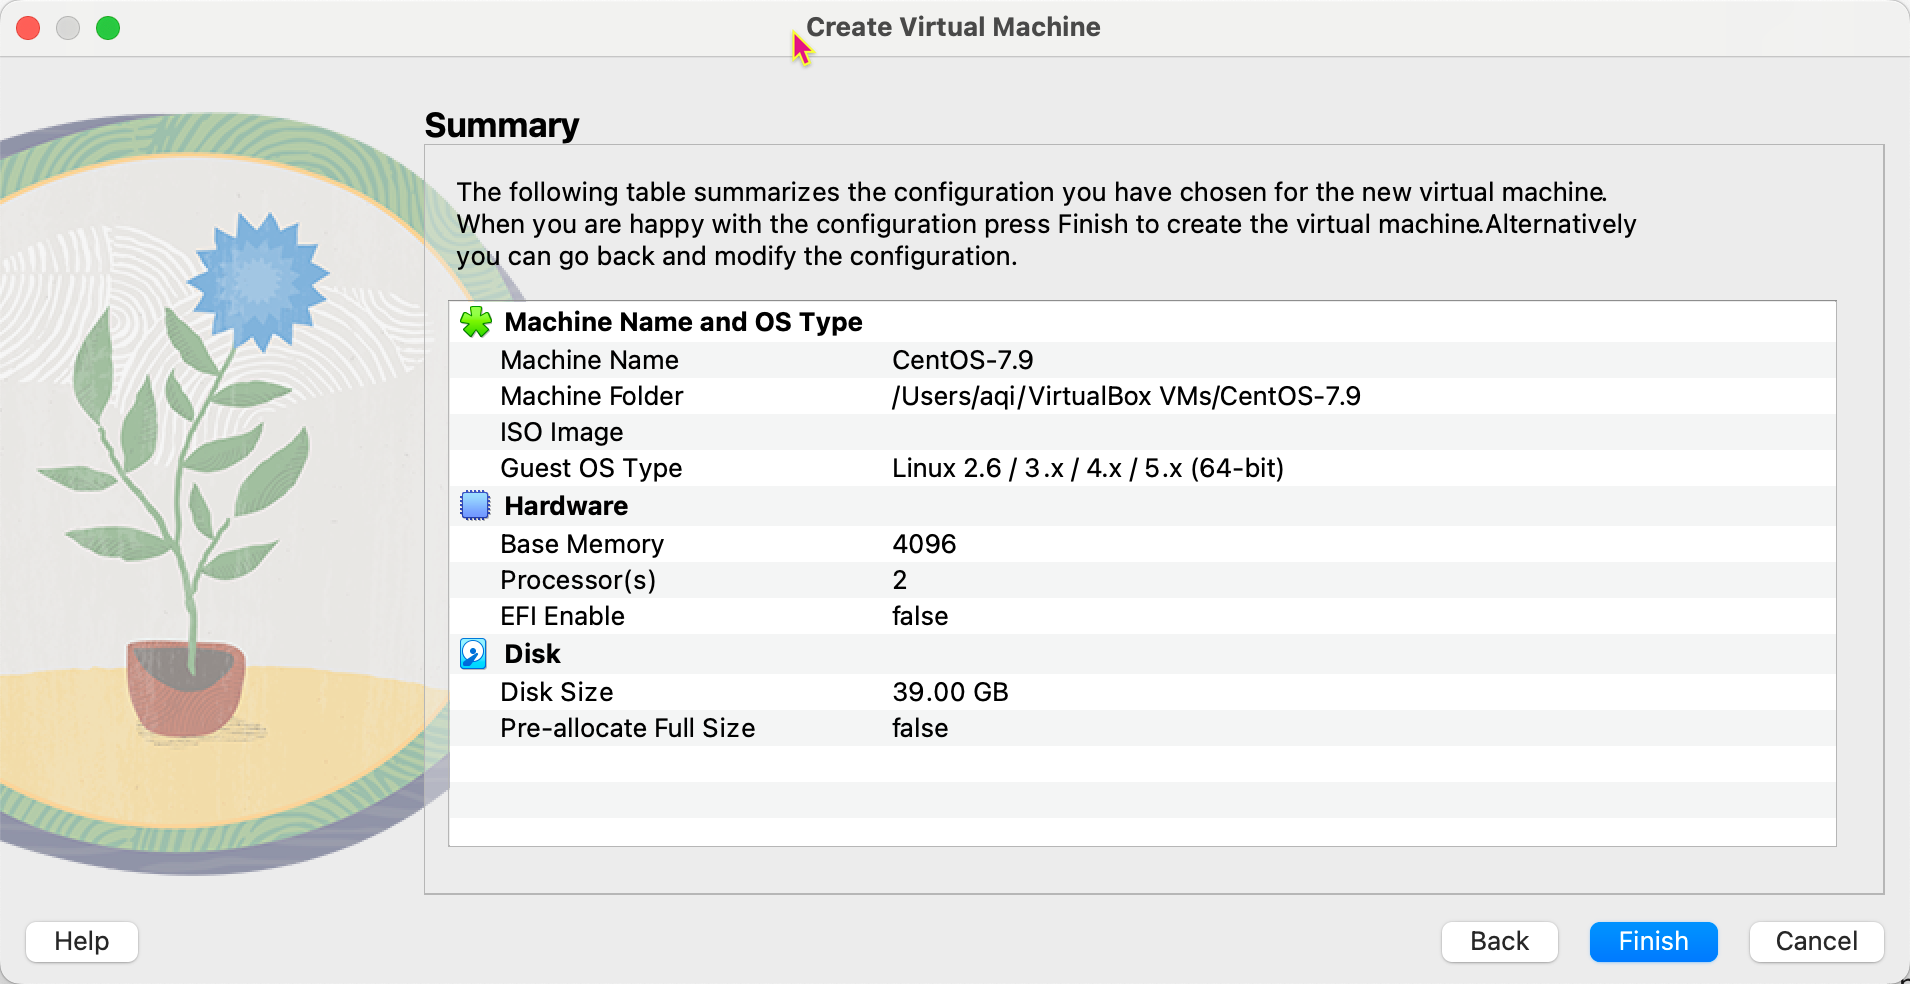 Create Virtual Machine
Summary
The following table summarizes the configuration you have chosen for the new virtual machine.
When you are happy with the configuration press Finish to create the virtual machine.Alternatively
you can go back and modify the configuration.
Machine Name and OS Type
Machine Name CentOS-7.9
Machine Folder /Users/aqi/VirtualBox VMs/CentOS-7.9
ISO Image
Guest OS Type Linux 2.6 / 3.x / 4.x / 5.x (64-bit)
Hardware
Base Memory 4096
Processor(s) 2
EFI Enable false
Disk
Disk Size 39.00 GB
Pre-allocate Full Size false
Help Back Finish Cancel